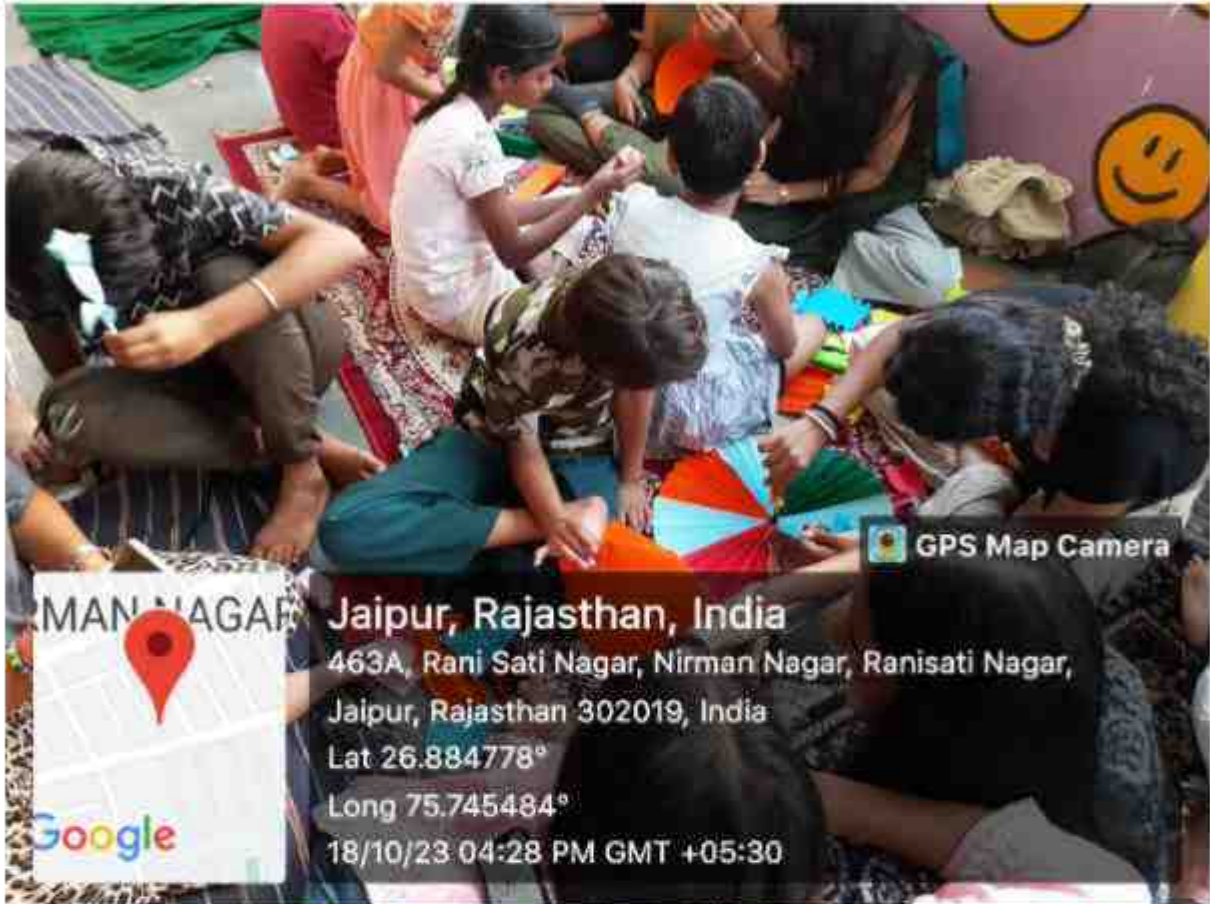 GPS Map Camera
RMAN NAGAR
Google
Jaipur, Rajasthan, India
463A, Rani Sati Nagar, Nirman Nagar, Ranisati Nagar,
Jaipur, Rajasthan 302019, India
Lat 26.884778°
Long 75.745484°
18/10/23 04:28 PM GMT +05:30